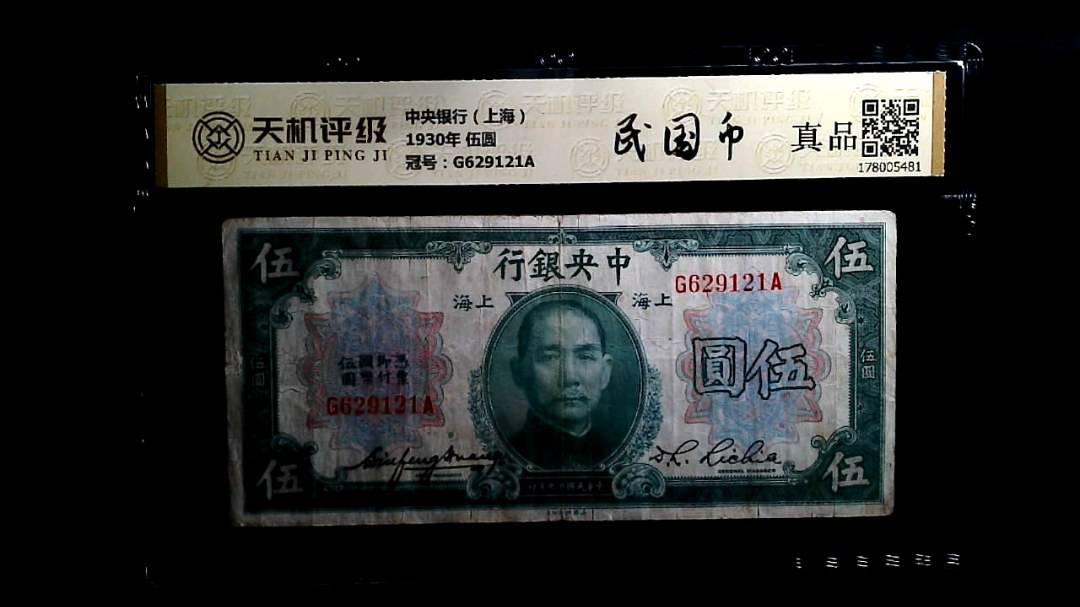 天机评级
TIAN JI PING JI
中央银行（上海）
1930年 伍圆
冠号：G629121A
民国币
真品
178005481
伍
行銀央中
伍
海上
海上
G629121A
圓伍
伍圓
伍圓
G629121A
伍
GENERAL MANAGER
伍